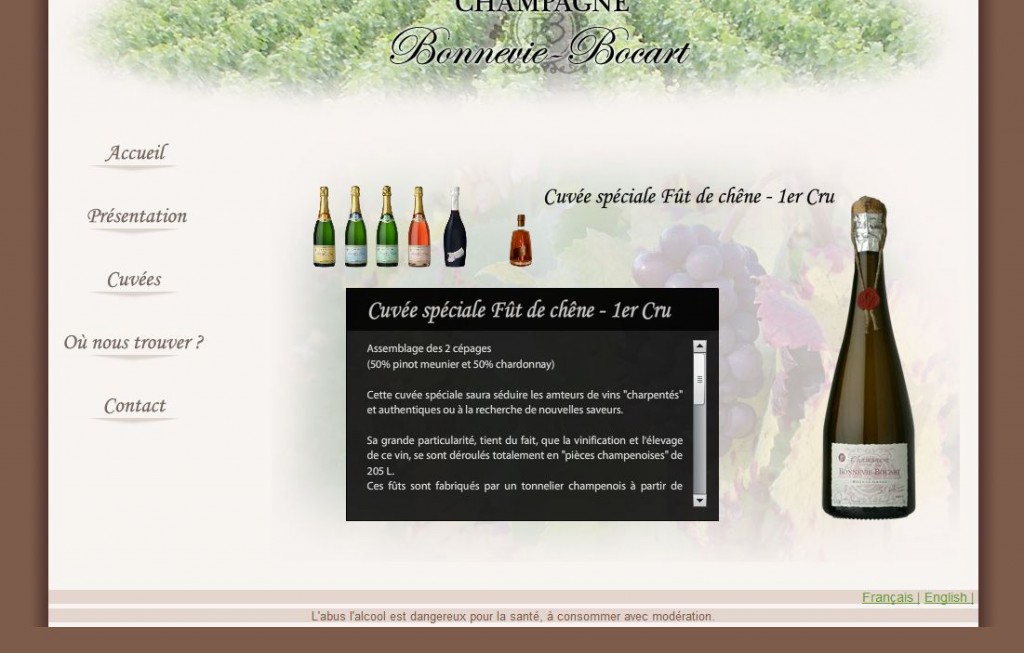 CHAMPAGNE
Bonnevie-Bocart
Accueil
Présentation
Cuvées
Où nous trouver ?
Contact
Cuvée spéciale Fût de chêne - 1er Cru
Cuvée spéciale Fût de chêne - 1er Cru
Assemblage des 2 cépages
(50% pinot meunier et 50% chardonnay)
Cette cuvée spéciale saura séduire les amteurs de vins "charpentés"
et authentiques ou à la recherche de nouvelles saveurs.
Sa grande particularité, tient du fait, que la vinification et l'élevage
de ce vin, se sont déroulés totalement en "pièces champenoises" de
205 L.
Ces fûts sont fabriqués par un tonnelier champenois à partir de
CHAMPAGNE
BONNEVIE-BOCART
Français | English |
L'abus l'alcool est dangereux pour la santé, à consommer avec modération.